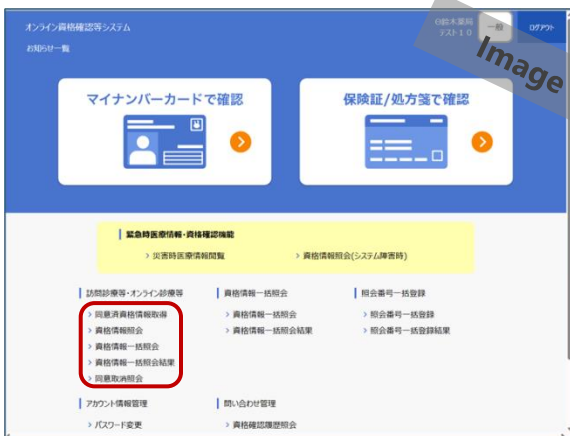 オンライン資格確認等システム
日鈴木薬局
テスト10
一般
ログアウト
お知らせ一覧
Image
マイナンバーカードで確認
保険証/処方箋で確認
緊急時医療情報・資格確認機能
災害時医療情報閲覧
資格情報照会(システム障害時)
訪問診療等・オンライン診療等
資格情報一括照会
照会番号一括登録
同意済資格情報取得
資格情報一括照会
照会番号一括登録
資格情報照会
資格情報一括照会結果
照会番号一括登録結果
資格情報一括照会
資格情報一括照会結果
同意取消照会
アカウント情報管理
問い合わせ管理
パスワード変更
資格確認履歴照会